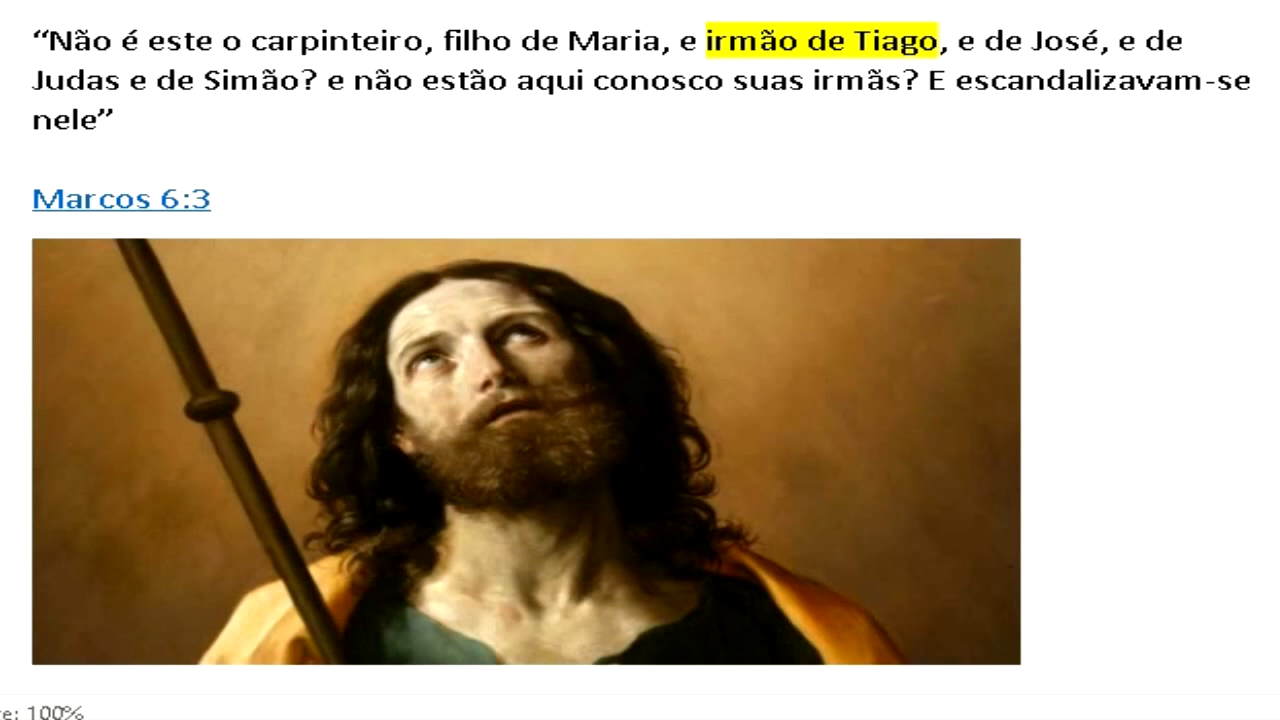 “Não é este o carpinteiro, filho de Maria, e irmão de Tiago, e de José, e de
Judas e de Simão? e não estão aqui conosco suas irmãs? E escandalizavam-se
nele”
Marcos 6:3
re: 100%